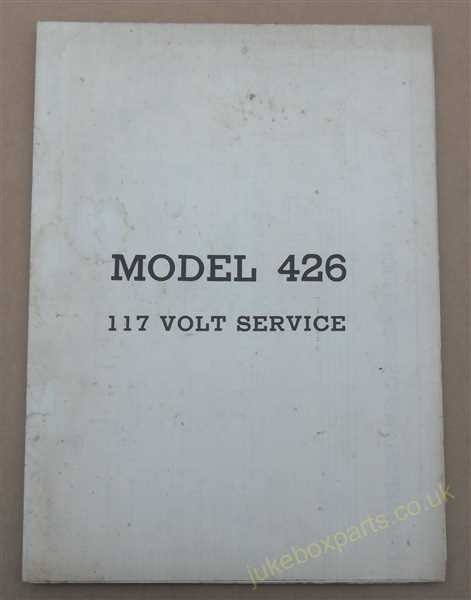 MODEL 426
117 VOLT SERVICE
jukeboxparts.co.uk